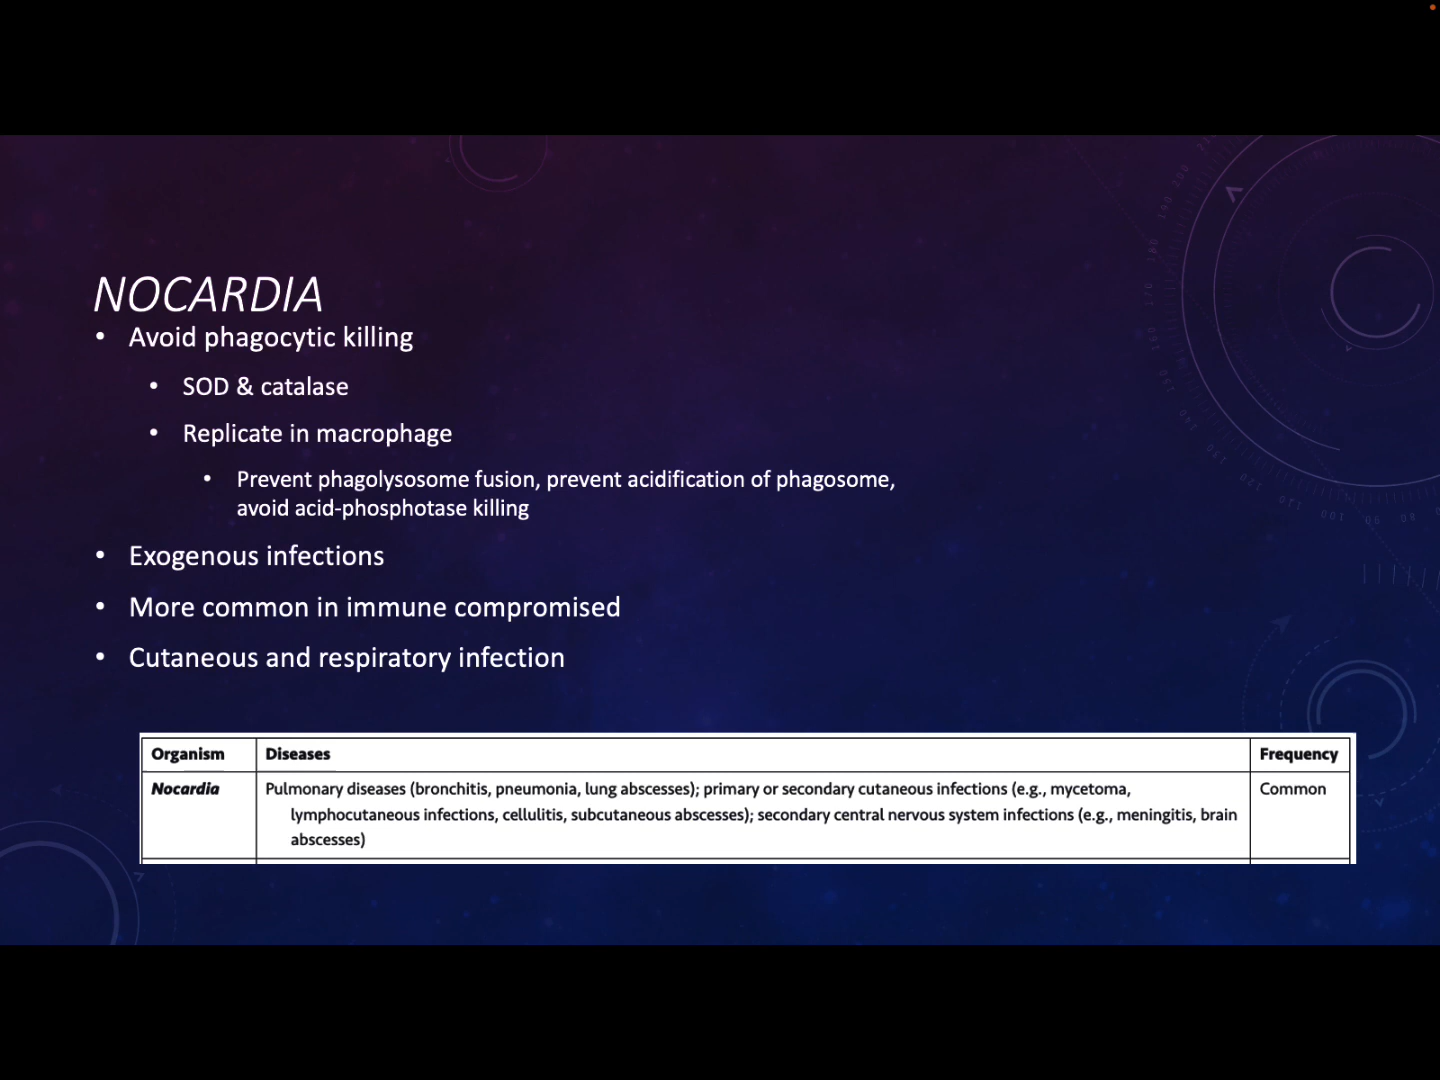 NOCARDIA
• Avoid phagocytic killing
• SOD & catalase
• Replicate in macrophage
• Prevent phagolysosome fusion, prevent acidification of phagosome,
avoid acid-phosphotase killing
• Exogenous infections
• More common in immune compromised
• Cutaneous and respiratory infection
Organism Diseases Frequency
Nocardia Pulmonary diseases (bronchitis, pneumonia, lung abscesses); primary or secondary cutaneous infections (e.g., mycetoma, Common
lymphocutaneous infections, cellulitis, subcutaneous abscesses); secondary central nervous system infections (e.g., meningitis, brain
abscesses)